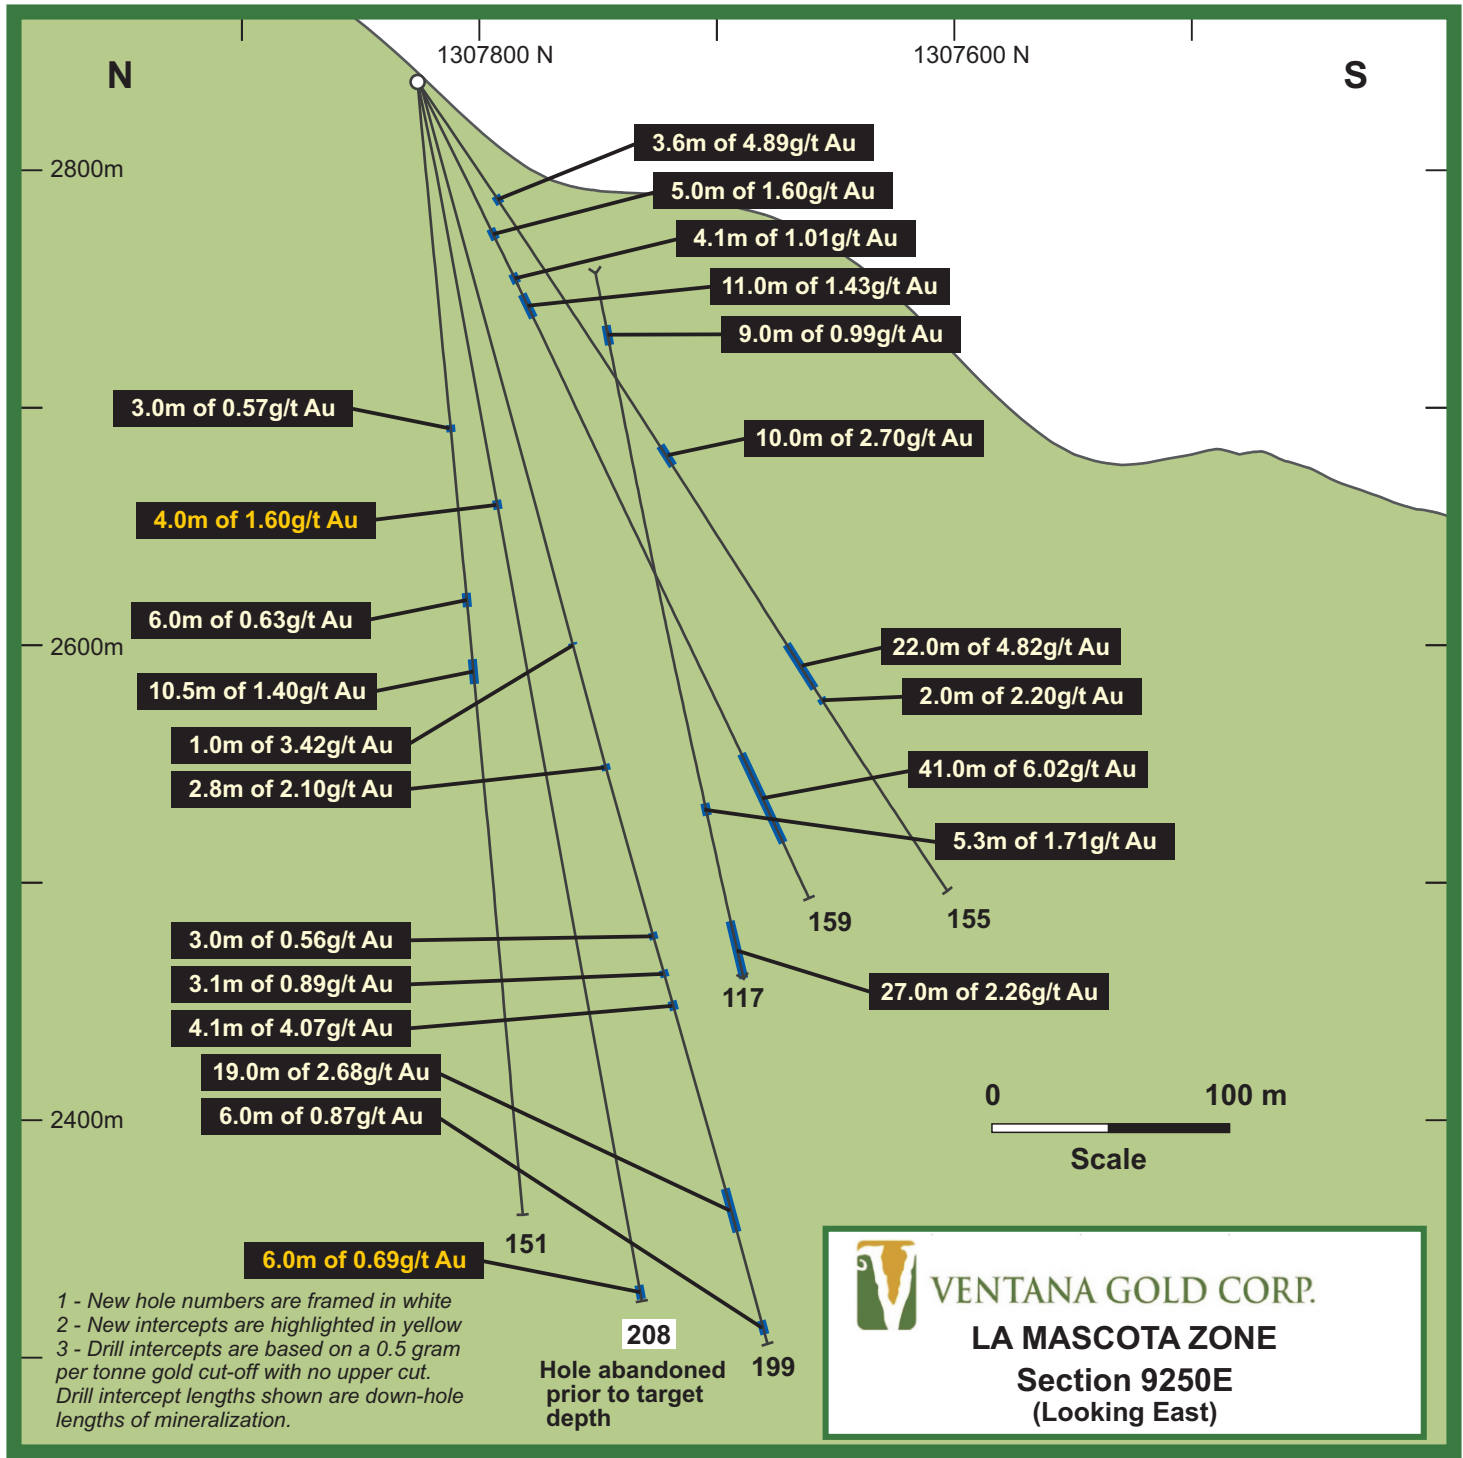 1307800 N
1307600 N
N
S
3.6m of 4.89g/t Au
2800m
5.0m of 1.60g/t Au
4.1m of 1.01g/t Au
11.0m of 1.43g/t Au
9.0m of 0.99g/t Au
3.0m of 0.57g/t Au
10.0m of 2.70g/t Au
4.0m of 1.60g/t Au
6.0m of 0.63g/t Au
2600m
22.0m of 4.82g/t Au
10.5m of 1.40g/t Au
2.0m of 2.20g/t Au
1.0m of 3.42g/t Au
2.8m of 2.10g/t Au
41.0m of 6.02g/t Au
5.3m of 1.71g/t Au
159
155
3.0m of 0.56g/t Au
3.1m of 0.89g/t Au
117
27.0m of 2.26g/t Au
4.1m of 4.07g/t Au
19.0m of 2.68g/t Au
6.0m of 0.87g/t Au
2400m
0
100 m
Scale
151
6.0m of 0.69g/t Au
1 - New hole numbers are framed in white
2 - New intercepts are highlighted in yellow
3 - Drill intercepts are based on a 0.5 gram
per tonne gold cut-off with no upper cut.
Drill intercept lengths shown are down-hole
lengths of mineralization.
208
Hole abandoned
prior to target
depth
199
VENTANA GOLD CORP.
LA MASCOTA ZONE
Section 9250E
(Looking East)